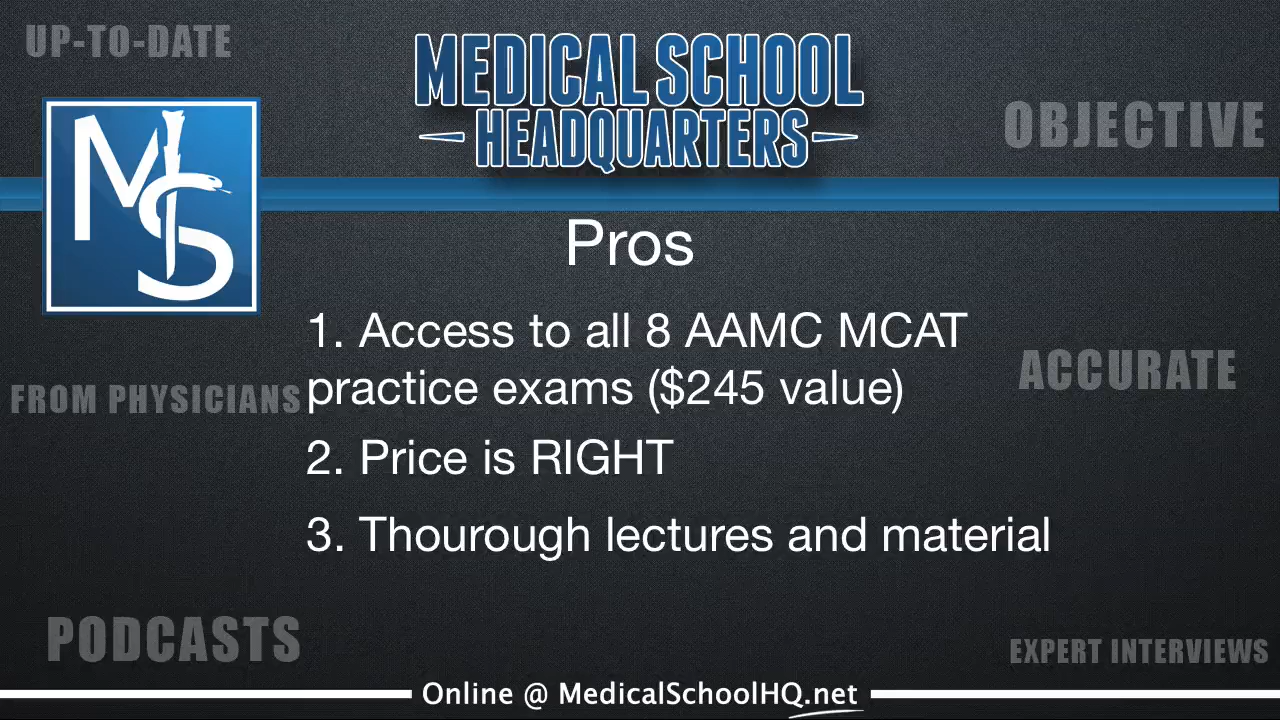 UP-TO-DATE
MEDICAL SCHOOL
HEADQUARTERS
OBJECTIVE
MS
Pros
1. Access to all 8 AAMC MCAT
practice exams ($245 value)
ACCURATE
FROM PHYSICIANS
2. Price is RIGHT
3. Thourough lectures and material
PODCASTS
EXPERT INTERVIEWS
Online @ MedicalSchoolHQ.net